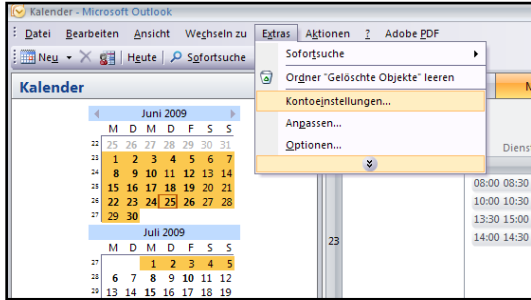 Kalender - Microsoft Outlook
Datei Bearbeiten Ansicht Wechseln zu Extras Aktionen ? Adobe PDF
Neu Heute Sofortsuche
Sofortsuche
Ordner "Gelöschte Objekte" leeren
Kontoeinstellungen...
Anpassen...
Optionen...
Kalender
Juni 2009
M D M D F S S
22 25 26 27 28 29 30 31
23 1 2 3 4 5 6 7
24 8 9 10 11 12 13 14
25 15 16 17 18 19 20 21
26 22 23 24 25 26 27 28
27 29 30
Juli 2009
M D M D F S S
27 1 2 3 4 5
28 6 7 8 9 10 11 12
29 13 14 15 16 17 18 19
23
Diens
08:00 08:30
10:00 10:30
13:30 15:00
14:00 14:30